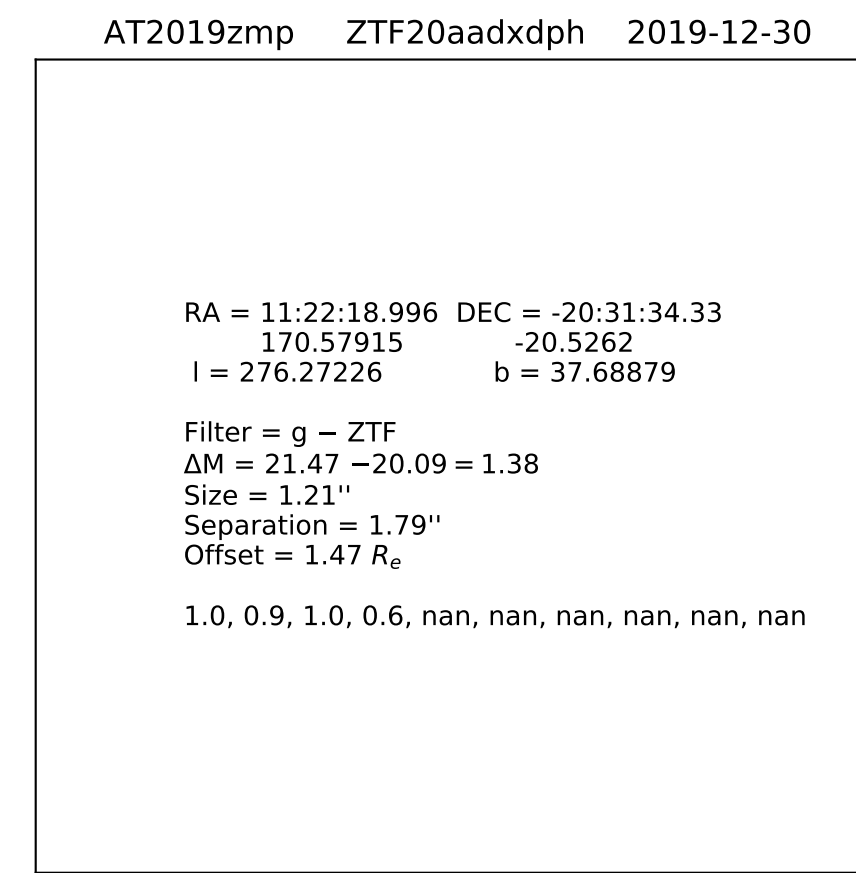 AT2019zmp ZTF20aadxdph 2019-12-30
RA = 11:22:18.996 DEC = -20:31:34.33
170.57915 -20.5262
l = 276.27226 b = 37.68879
Filter = g − ZTF
ΔM = 21.47 −20.09 = 1.38
Size = 1.21''
Separation = 1.79''
Offset = 1.47 Rₑ
1.0, 0.9, 1.0, 0.6, nan, nan, nan, nan, nan, nan